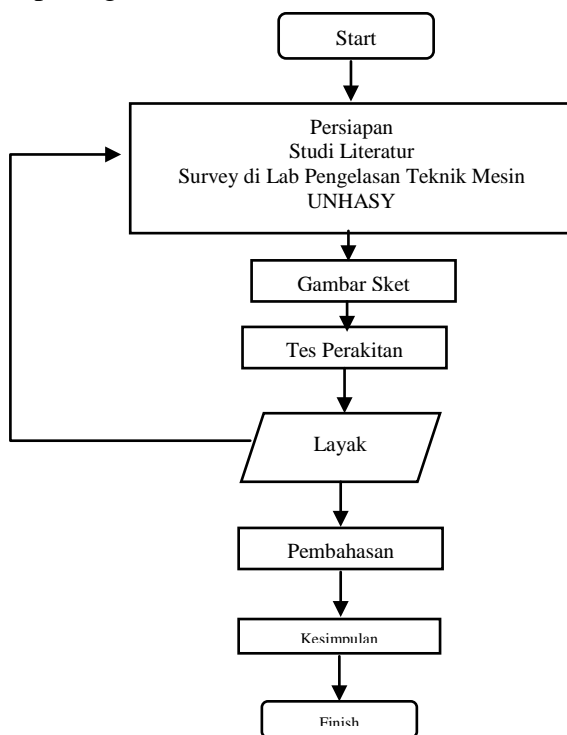 Start
Persiapan
Studi Literatur
Survey di Lab Pengelasan Teknik Mesin
UNHASY
Gambar Sket
Tes Perakitan
Layak
Pembahasan
Kesimpulan
Finish